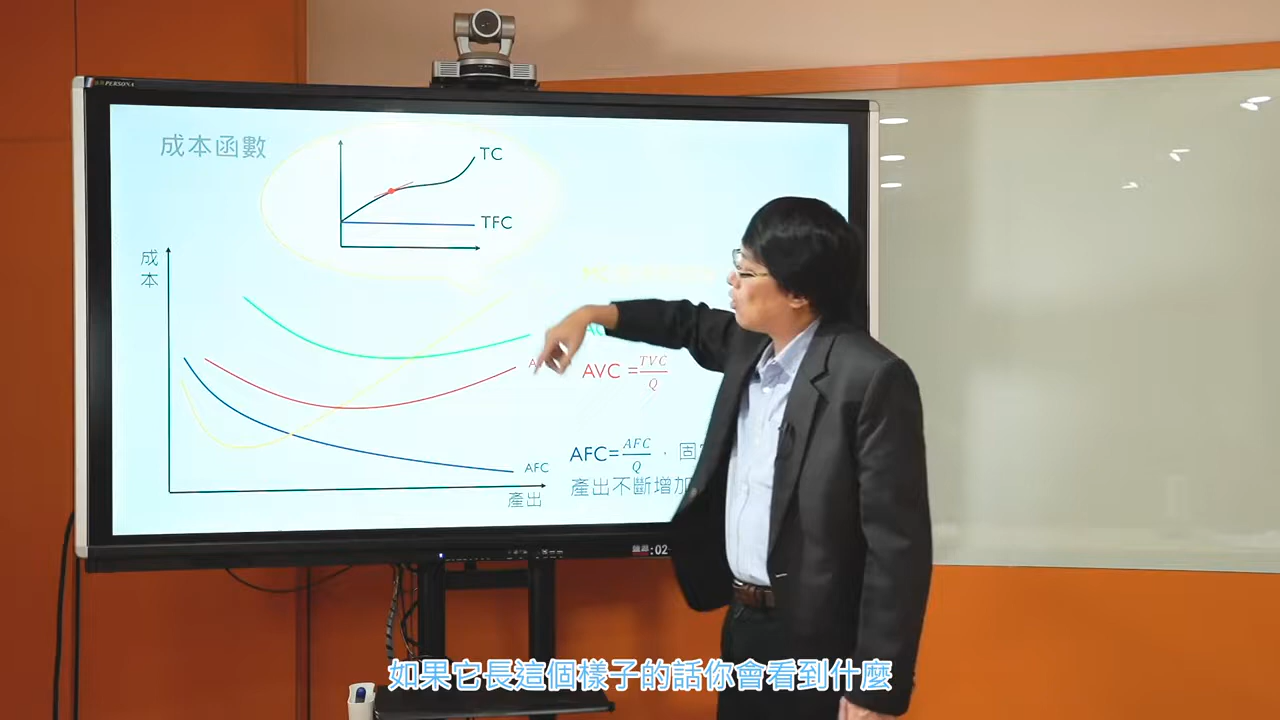 PERSONA
成本函數
TC
TFC
成本
AVC =TVC/Q
AFC=AFC/Q，固
產出不斷增加
AFC
產出
:02
如果它長這個樣子的話你會看到什麼